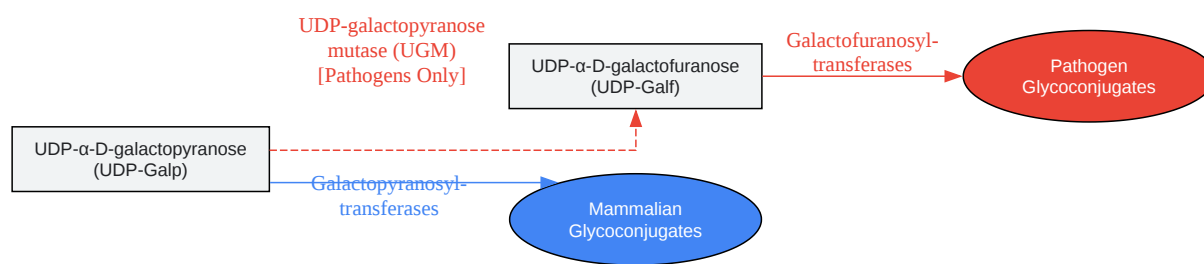 UDP-galactopyranose
mutase (UGM)
[Pathogens Only]
UDP-α-D-galactofuranose
(UDP-Galf)
Galactofuranosyl-
transferases
Pathogen
Glycoconjugates
UDP-α-D-galactopyranose
(UDP-Galp)
Galactopyranosyl-
transferases
Mammalian
Glycoconjugates